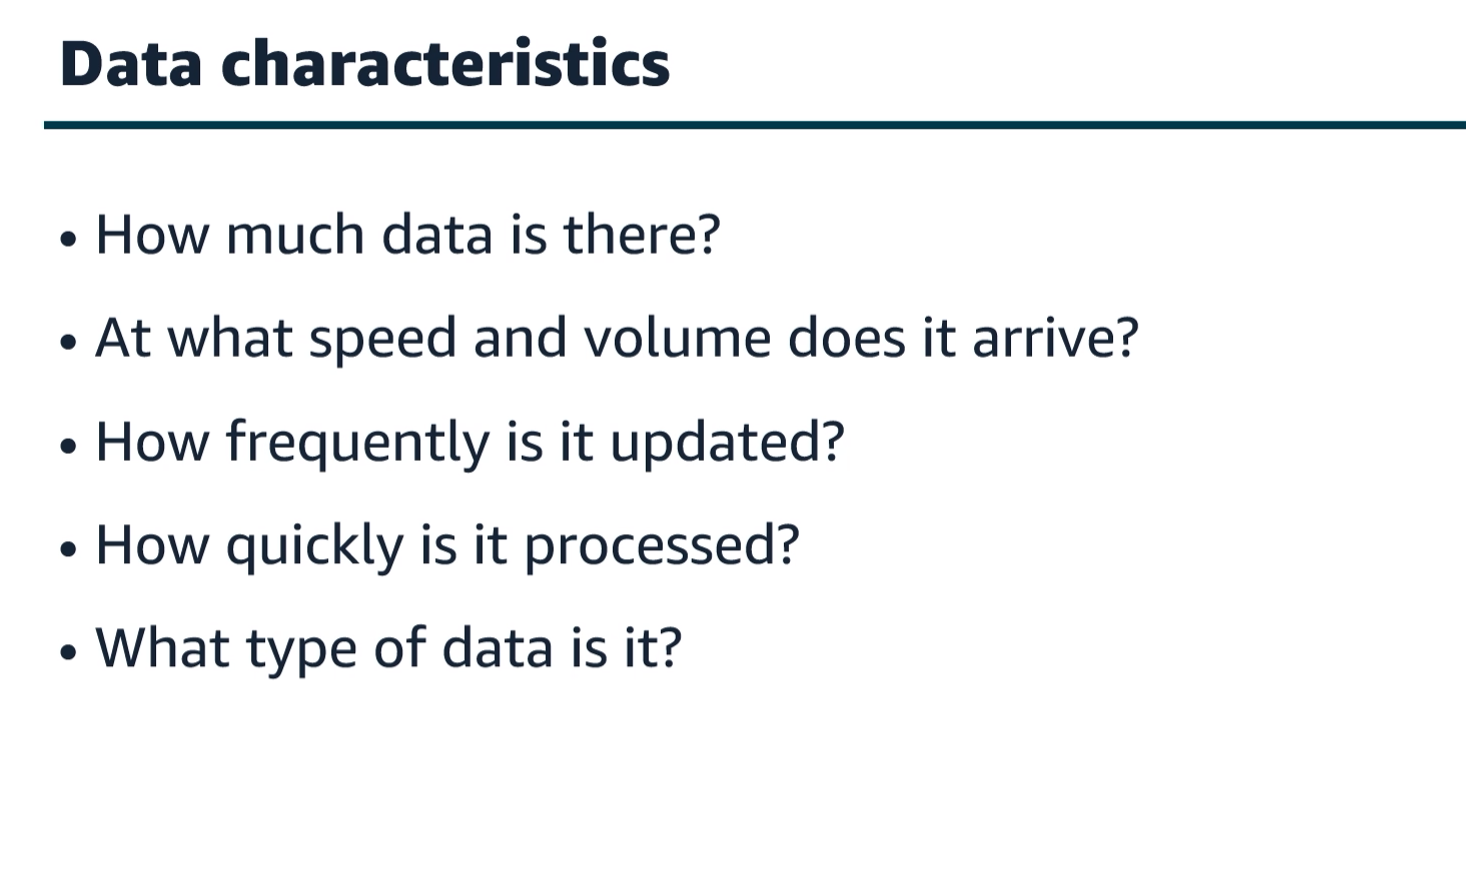 Data characteristics
• How much data is there?
• At what speed and volume does it arrive?
• How frequently is it updated?
• How quickly is it processed?
• What type of data is it?